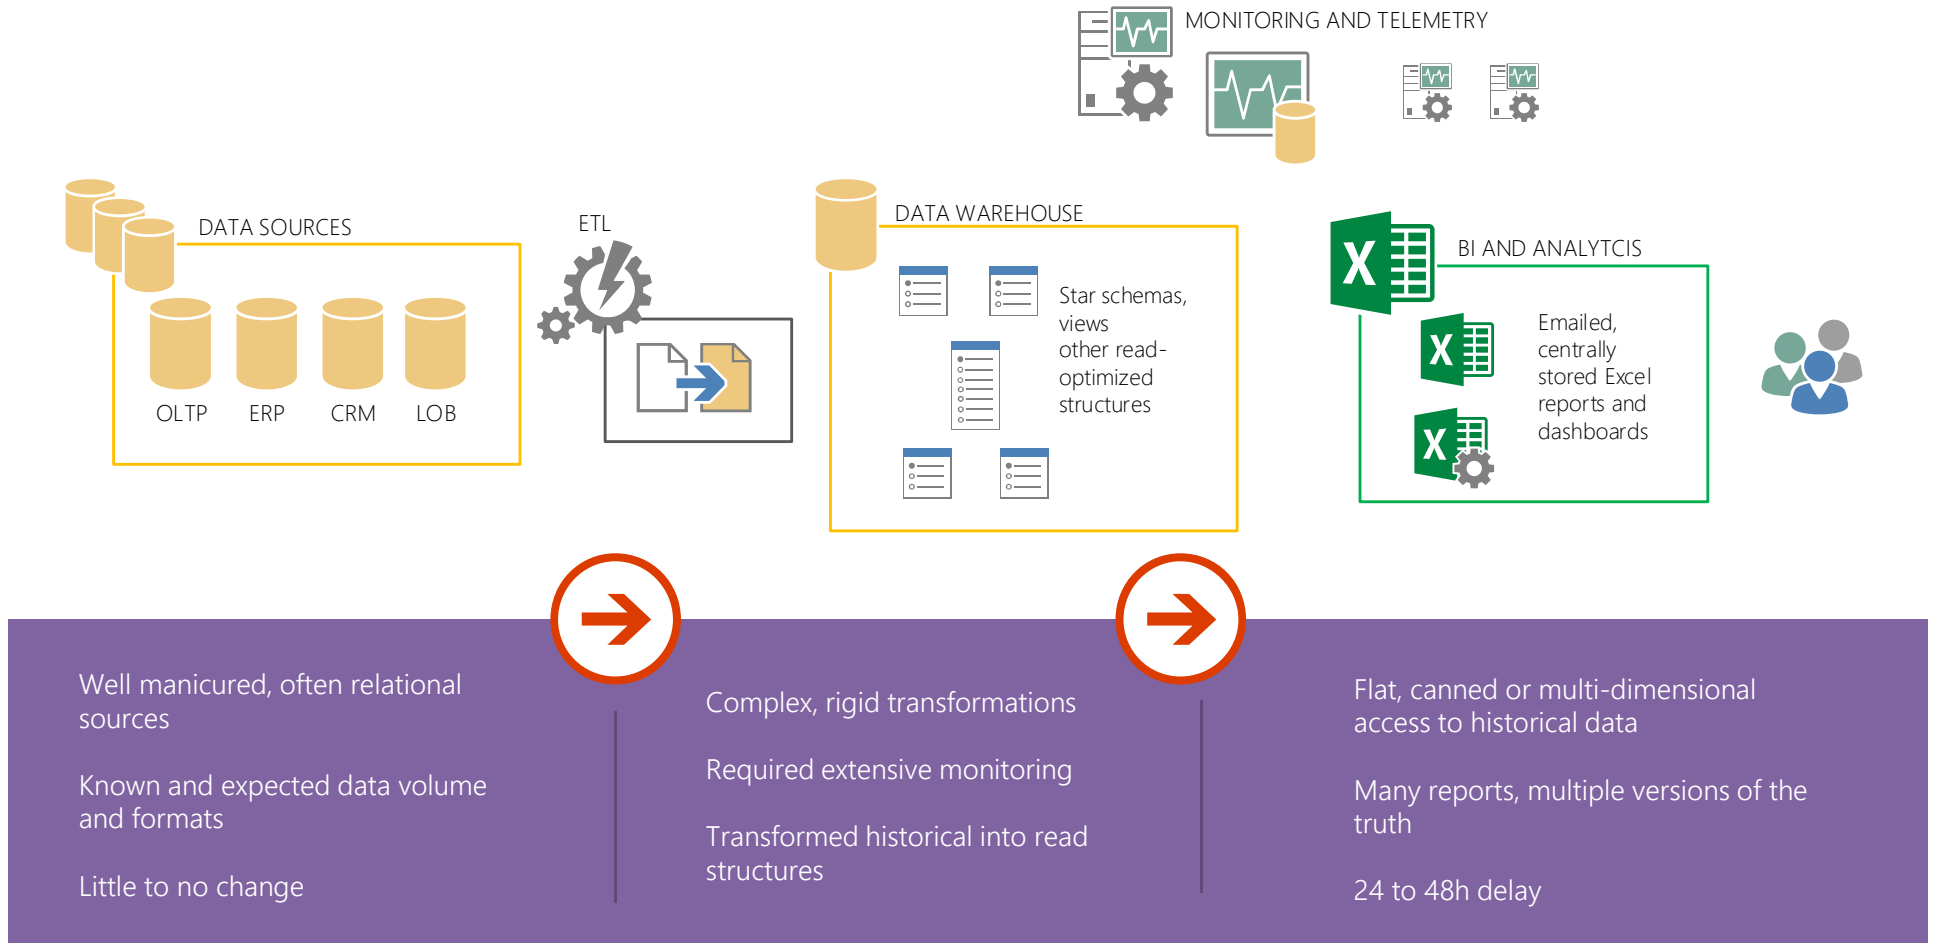 MONITORING AND TELEMETRY
DATA SOURCES
OLTP
ERP
CRM
LOB
ETL
DATA WAREHOUSE
Star schemas,
views
other read-
optimized
structures
BI AND ANALYTCIS
Emailed,
centrally
stored Excel
reports and
dashboards
Well manicured, often relational
sources
Known and expected data volume
and formats
Little to no change
Complex, rigid transformations
Required extensive monitoring
Transformed historical into read
structures
Flat, canned or multi-dimensional
access to historical data
Many reports, multiple versions of the
truth
24 to 48h delay